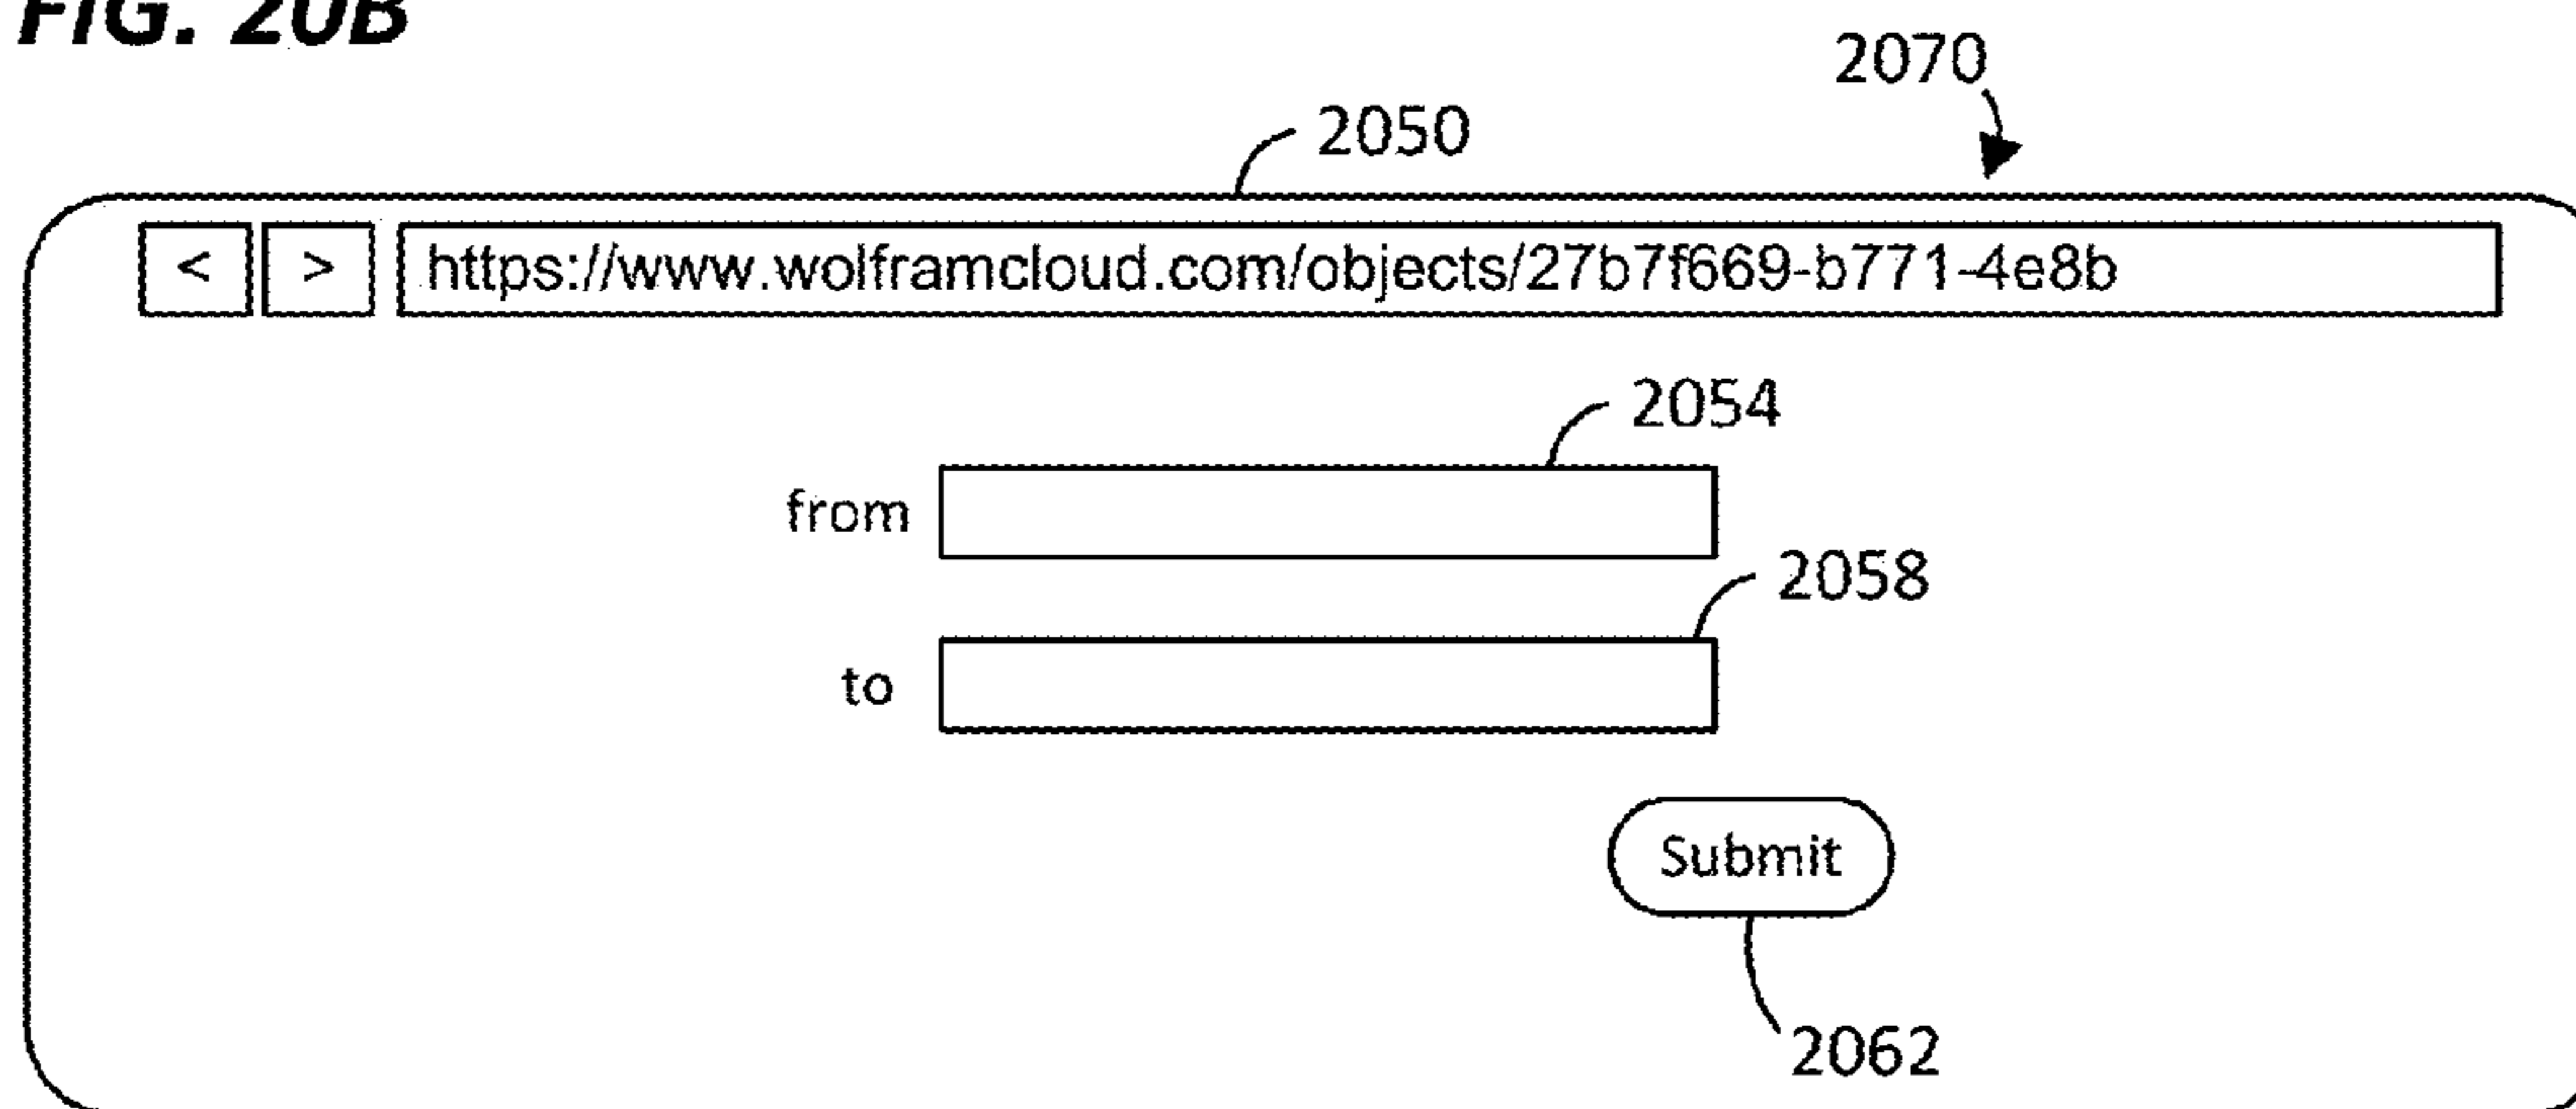 FIG. 20B
2070
2050
< > https://www.wolframcloud.com/objects/27b7f669-b771-4e8b
2054
from
2058
to
Submit
2062